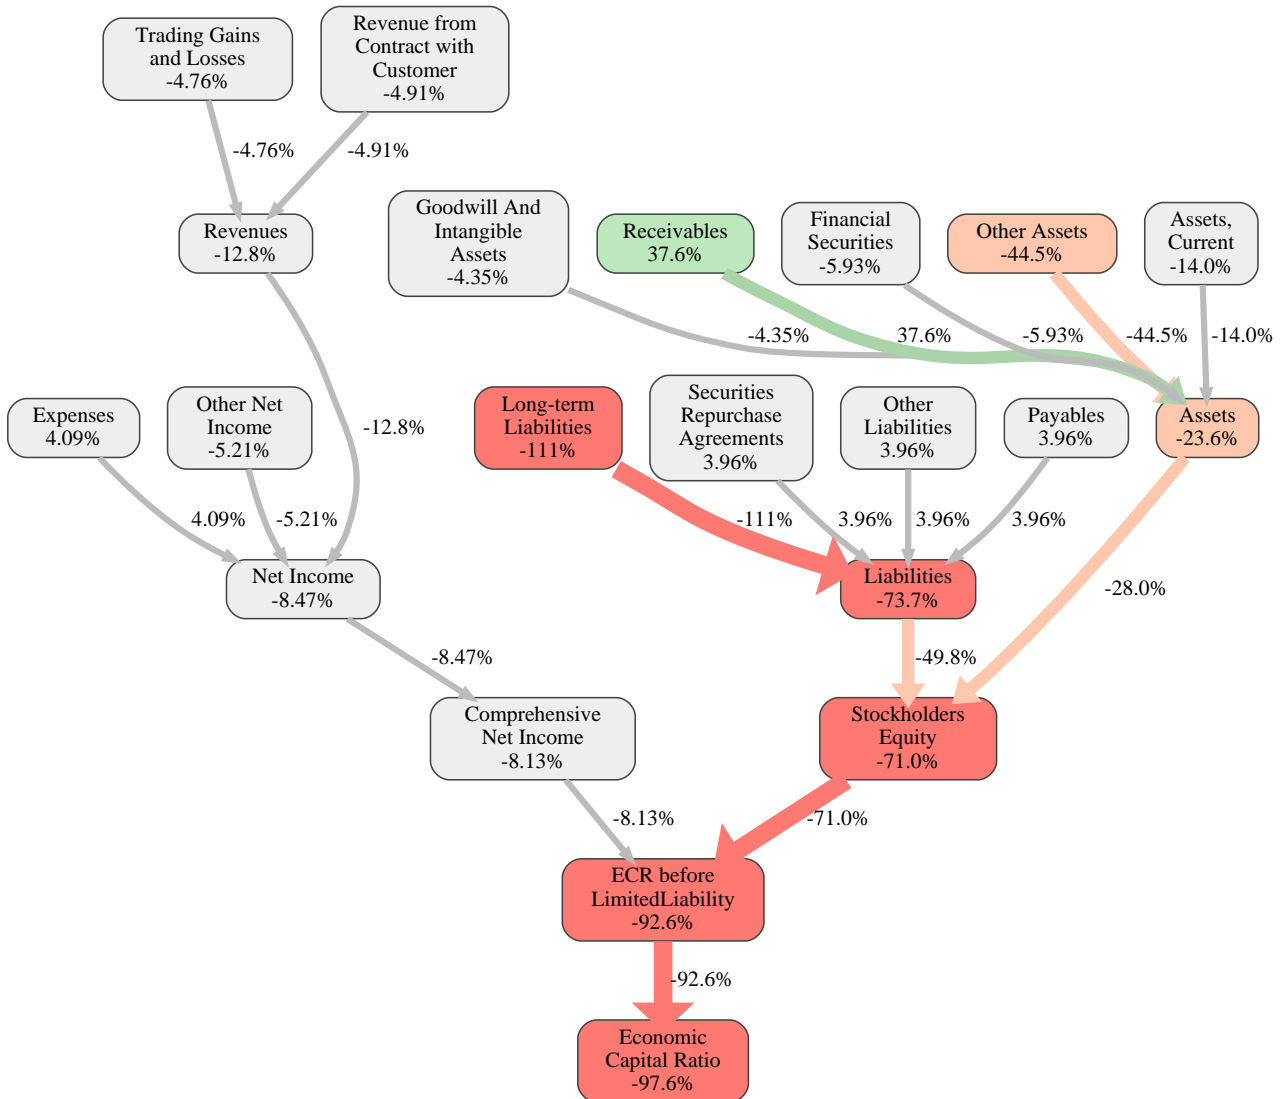 Trading Gains
and Losses
-4.76%
Revenue from
Contract with
Customer
-4.91%
-4.76%
-4.91%
Revenues
-12.8%
Goodwill And
Intangible
Assets
-4.35%
Receivables
37.6%
Financial
Securities
-5.93%
Other Assets
-44.5%
Assets,
Current
-14.0%
-4.35%
37.6%
-5.93%
-44.5%
-14.0%
Expenses
4.09%
Other Net
Income
-5.21%
-12.8%
Long-term
Liabilities
-111%
Securities
Repurchase
Agreements
3.96%
Other
Liabilities
3.96%
Payables
3.96%
Assets
-23.6%
4.09%
-5.21%
-111%
3.96%
3.96%
3.96%
Net Income
-8.47%
Liabilities
-73.7%
-28.0%
-8.47%
-49.8%
Comprehensive
Net Income
-8.13%
Stockholders
Equity
-71.0%
-8.13%
-71.0%
ECR before
LimitedLiability
-92.6%
-92.6%
Economic
Capital Ratio
-97.6%